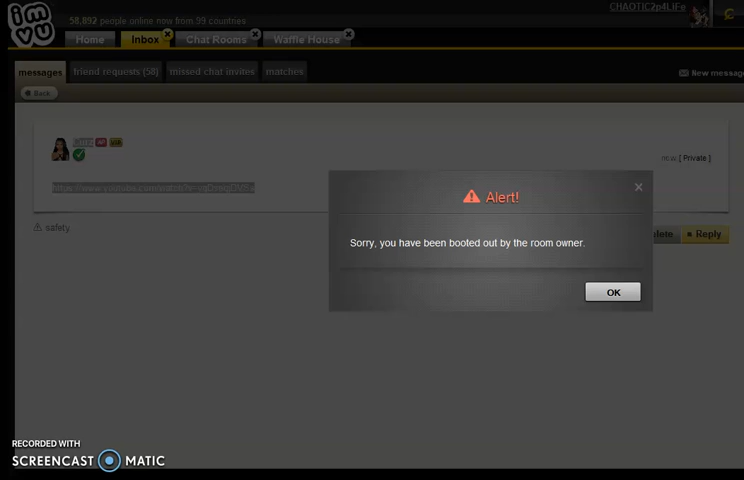 imvu
58,892 people online now from 99 countries
CHAOTIC2p4LiFe
Home
Inbox
Chat Rooms
Waffle House
messages
friend requests (58)
missed chat invites
matches
New message
Back
now [ Private ]
Alert!
Sorry, you have been booted out by the room owner.
OK
safety
Reply
RECORDED WITH
SCREENCAST MATIC